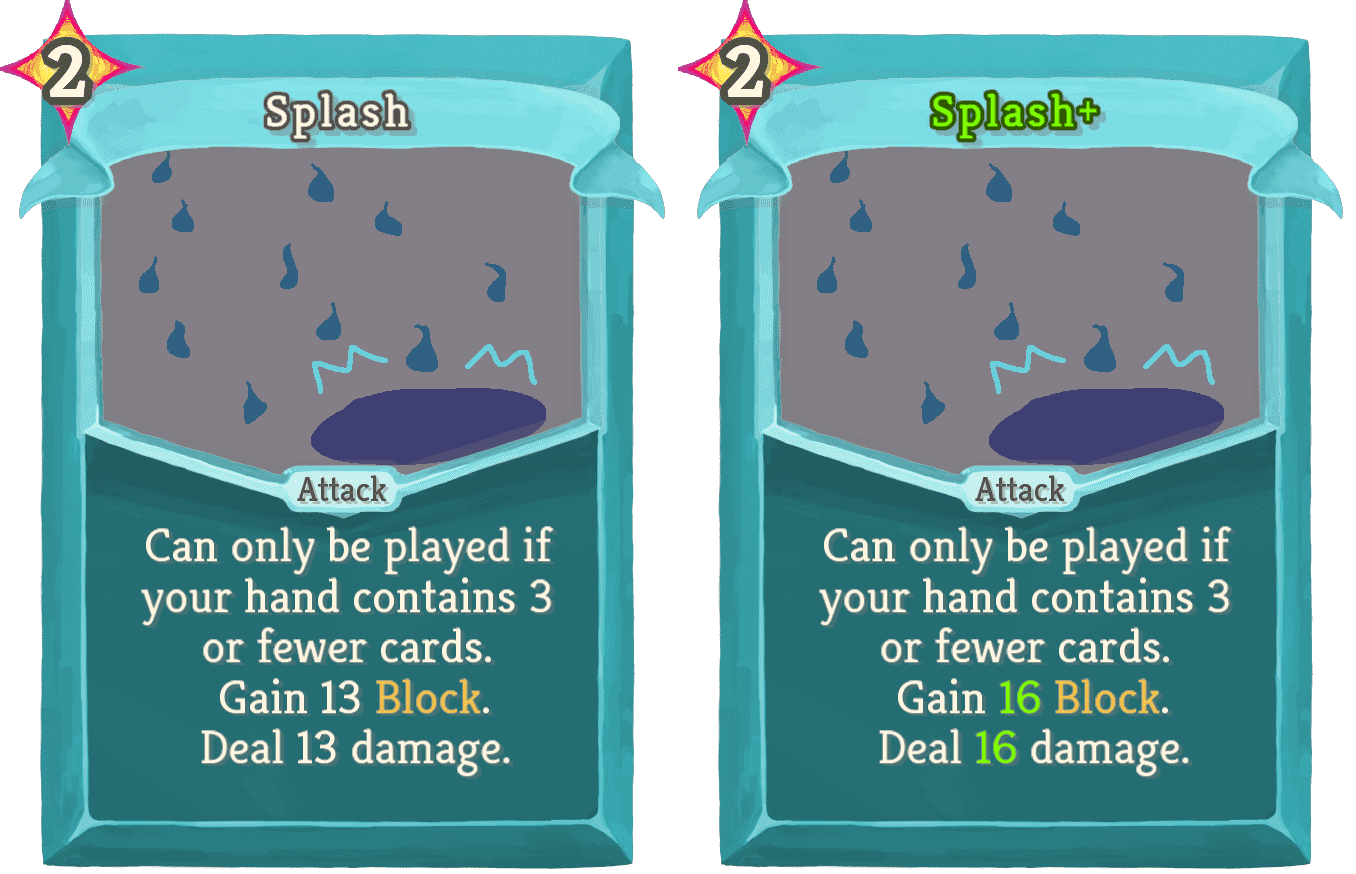 2
Splash
Attack
Can only be played if
your hand contains 3
or fewer cards.
Gain 13 Block.
Deal 13 damage.
2
Splash+
Attack
Can only be played if
your hand contains 3
or fewer cards.
Gain 16 Block.
Deal 16 damage.